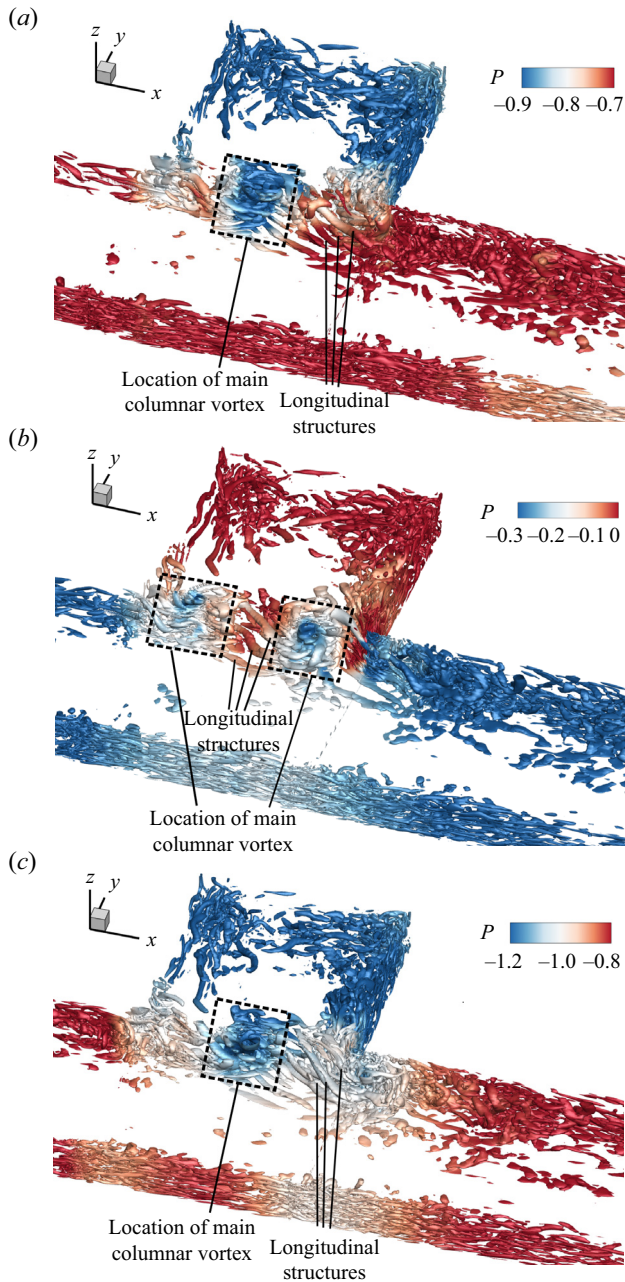 (a)
z
y
x
P
−0.9 −0.8 −0.7
Location of main
columnar vortex
Longitudinal
structures
(b)
z
y
x
P
−0.3 −0.2 −0.1 0
Longitudinal
structures
Location of main
columnar vortex
(c)
z
y
x
P
−1.2 −1.0 −0.8
Location of main
columnar vortex
Longitudinal
structures